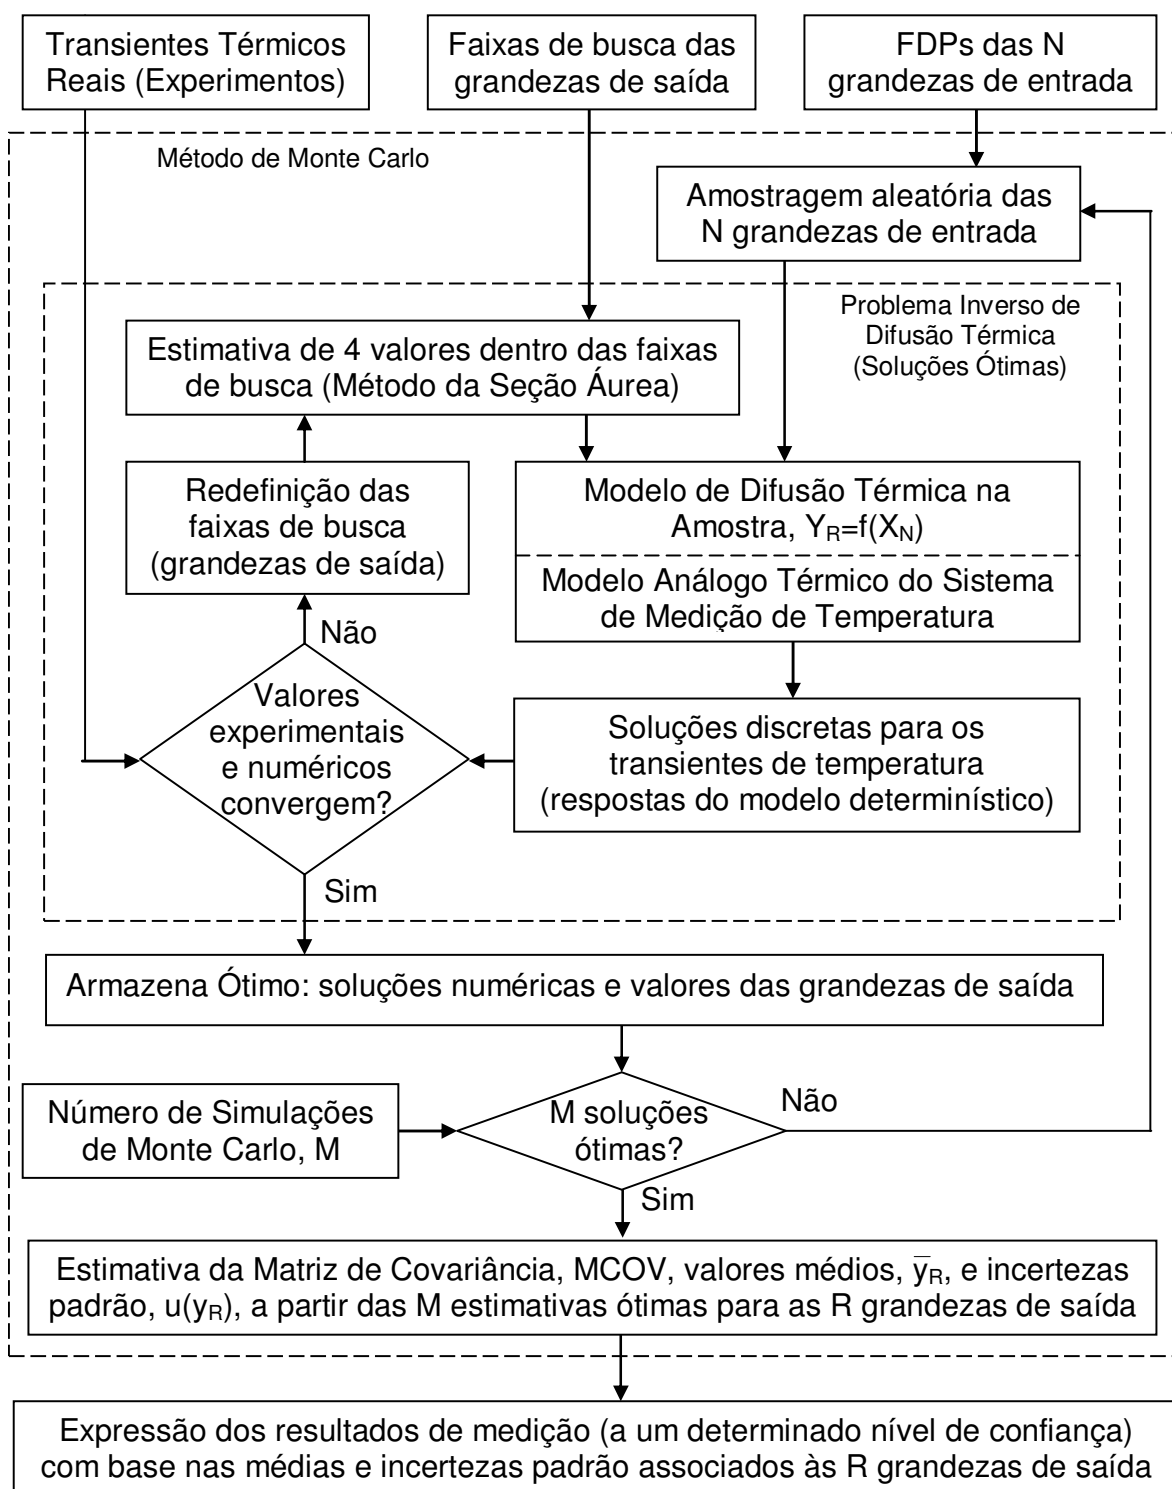 Transientes Térmicos
Reais (Experimentos)
Faixas de busca das
grandezas de saída
FDPs das N
grandezas de entrada
Método de Monte Carlo
Amostragem aleatória das
N grandezas de entrada
Problema Inverso de
Difusão Térmica
(Soluções Ótimas)
Estimativa de 4 valores dentro das faixas
de busca (Método da Seção Áurea)
Redefinição das
faixas de busca
(grandezas de saída)
Modelo de Difusão Térmica na
Amostra, Y_R=f(X_N)
Modelo Análogo Térmico do Sistema
de Medição de Temperatura
Não
Valores
experimentais
e numéricos
convergem?
Soluções discretas para os
transientes de temperatura
(respostas do modelo determinístico)
Sim
Armazena Ótimo: soluções numéricas e valores das grandezas de saída
Número de Simulações
de Monte Carlo, M
M soluções
ótimas?
Não
Sim
Estimativa da Matriz de Covariância, MCOV, valores médios, y̅_R, e incertezas
padrão, u(y_R), a partir das M estimativas ótimas para as R grandezas de saída
Expressão dos resultados de medição (a um determinado nível de confiança)
com base nas médias e incertezas padrão associados às R grandezas de saída